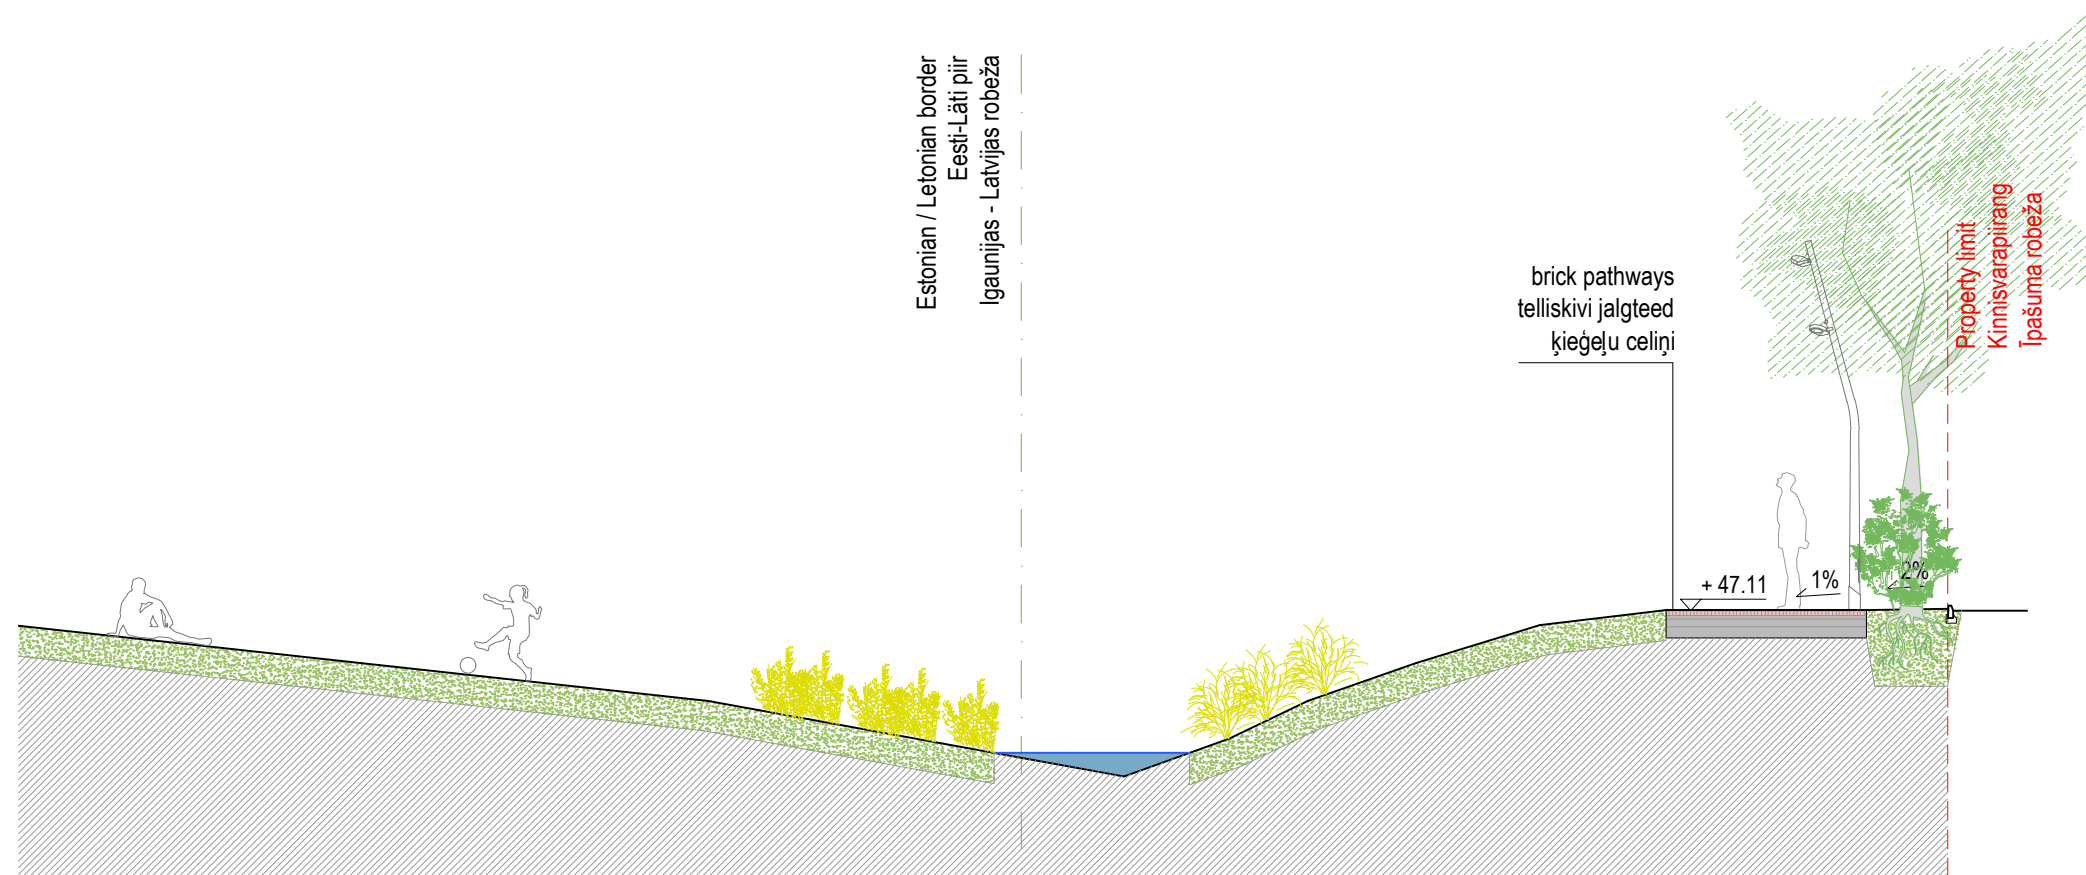 Estonian / Letonian border
Eesti-Läti piir
Igaunijas - Latvijas robeža
brick pathways
telliskivi jalgteed
ķieģeļu celiņi
Property limit
Kinnisvarapiirang
Īpašuma robeža
+ 47.11
1%
2%